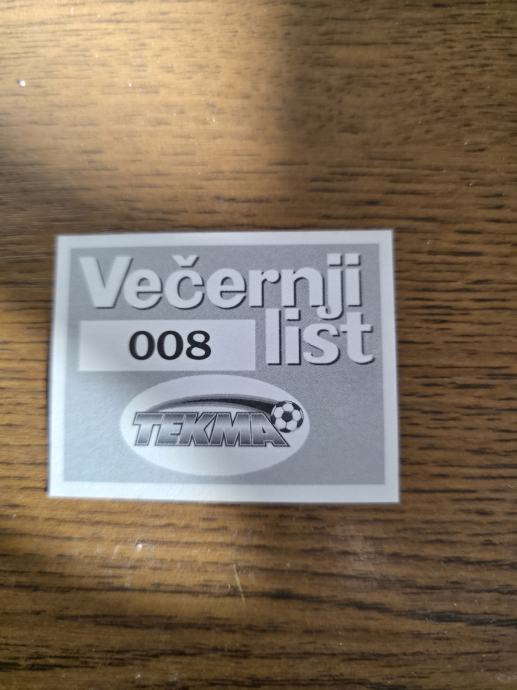 Večernji
list
008
TEKMA